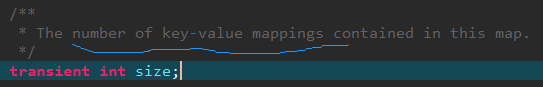 /**
* The number of key-value mappings contained in this map.
*/
transient int size;